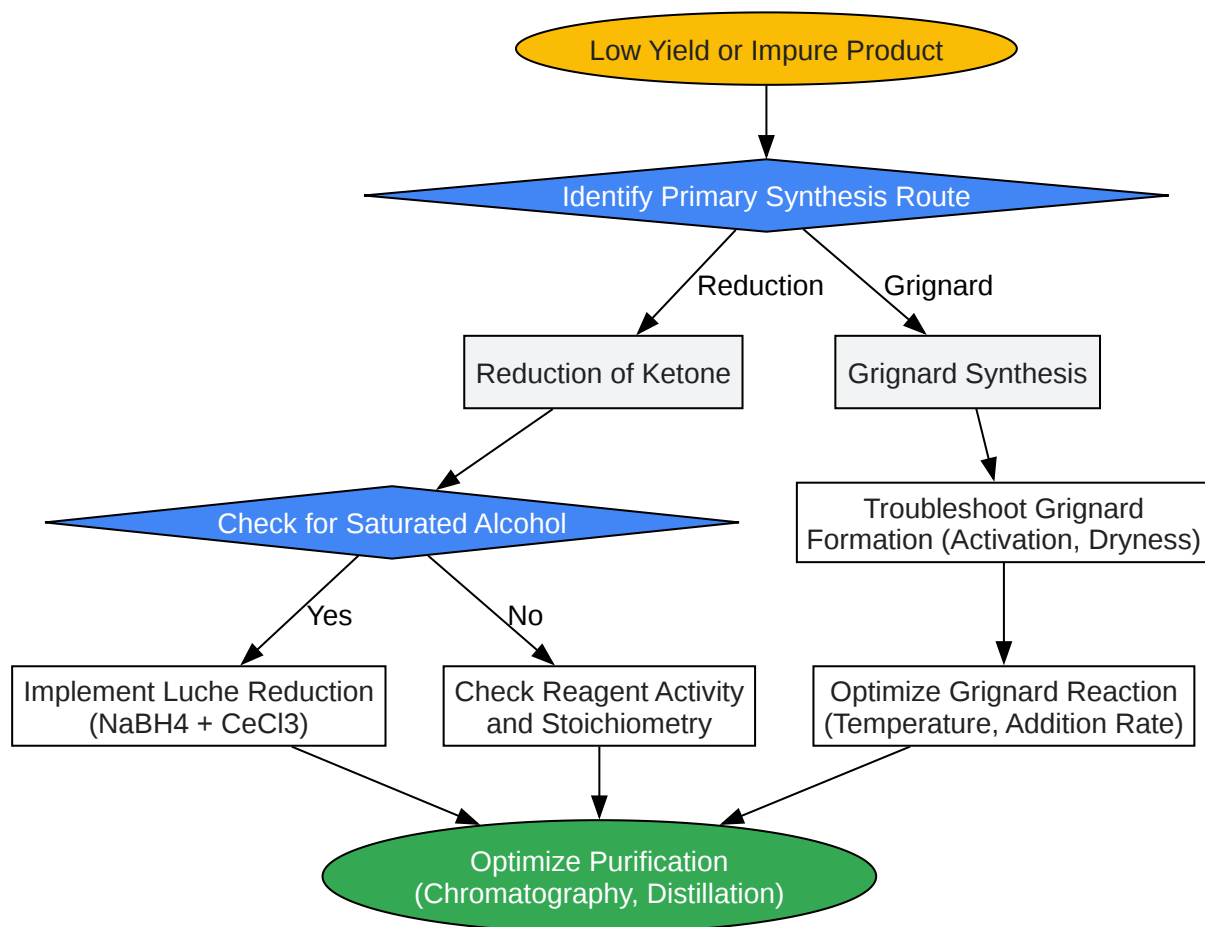 Low Yield or Impure Product
Identify Primary Synthesis Route
Reduction
Grignard
Reduction of Ketone
Grignard Synthesis
Check for Saturated Alcohol
Troubleshoot Grignard
Formation (Activation, Dryness)
Yes
No
Implement Luche Reduction
(NaBH4 + CeCl3)
Check Reagent Activity
and Stoichiometry
Optimize Grignard Reaction
(Temperature, Addition Rate)
Optimize Purification
(Chromatography, Distillation)